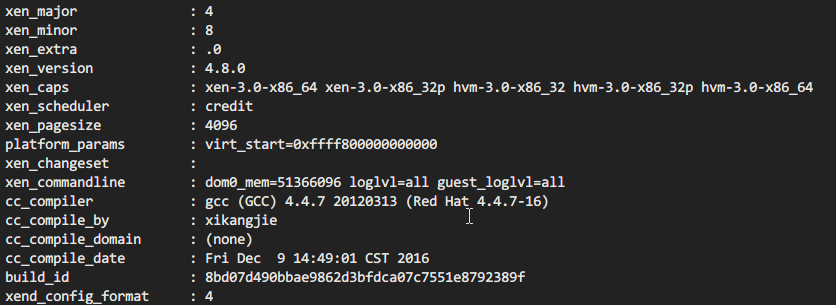 xen_major : 4
xen_minor : 8
xen_extra : .0
xen_version : 4.8.0
xen_caps : xen-3.0-x86_64 xen-3.0-x86_32p hvm-3.0-x86_32 hvm-3.0-x86_32p hvm-3.0-x86_64
xen_scheduler : credit
xen_pagesize : 4096
platform_params : virt_start=0xffff800000000000
xen_changeset :
xen_commandline : dom0_mem=51366096 loglvl=all guest_loglvl=all
cc_compiler : gcc (GCC) 4.4.7 20120313 (Red Hat 4.4.7-16)
cc_compile_by : xikangjie
cc_compile_domain : (none)
cc_compile_date : Fri Dec  9 14:49:01 CST 2016
build_id : 8bd07d490bbae9862d3bfdca07c7551e8792389f
xend_config_format : 4